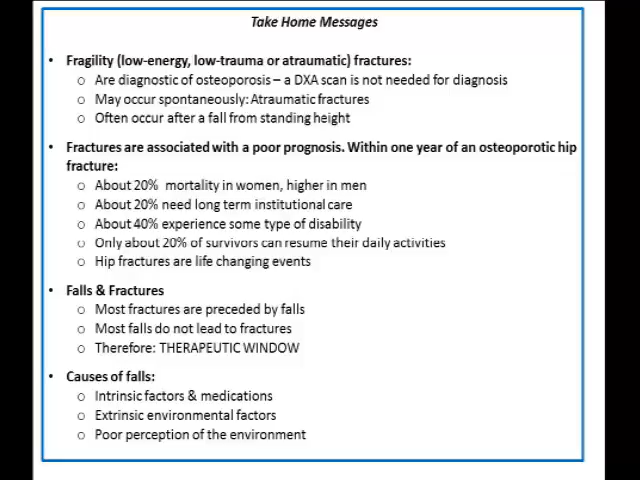 Take Home Messages
• Fragility (low-energy, low-trauma or atraumatic) fractures:
o Are diagnostic of osteoporosis – a DXA scan is not needed for diagnosis
o May occur spontaneously: Atraumatic fractures
o Often occur after a fall from standing height
• Fractures are associated with a poor prognosis. Within one year of an osteoporotic hip
fracture:
o About 20% mortality in women, higher in men
o About 20% need long term institutional care
o About 40% experience some type of disability
o Only about 20% of survivors can resume their daily activities
o Hip fractures are life changing events
• Falls & Fractures
o Most fractures are preceded by falls
o Most falls do not lead to fractures
o Therefore: THERAPEUTIC WINDOW
• Causes of falls:
o Intrinsic factors & medications
o Extrinsic environmental factors
o Poor perception of the environment